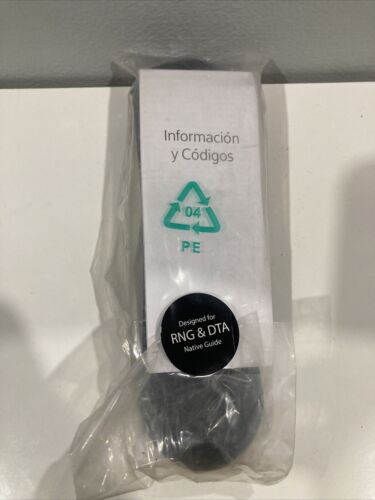 Información
y Códigos
04
PE
Designed for
RNG & DTA
Native Guide